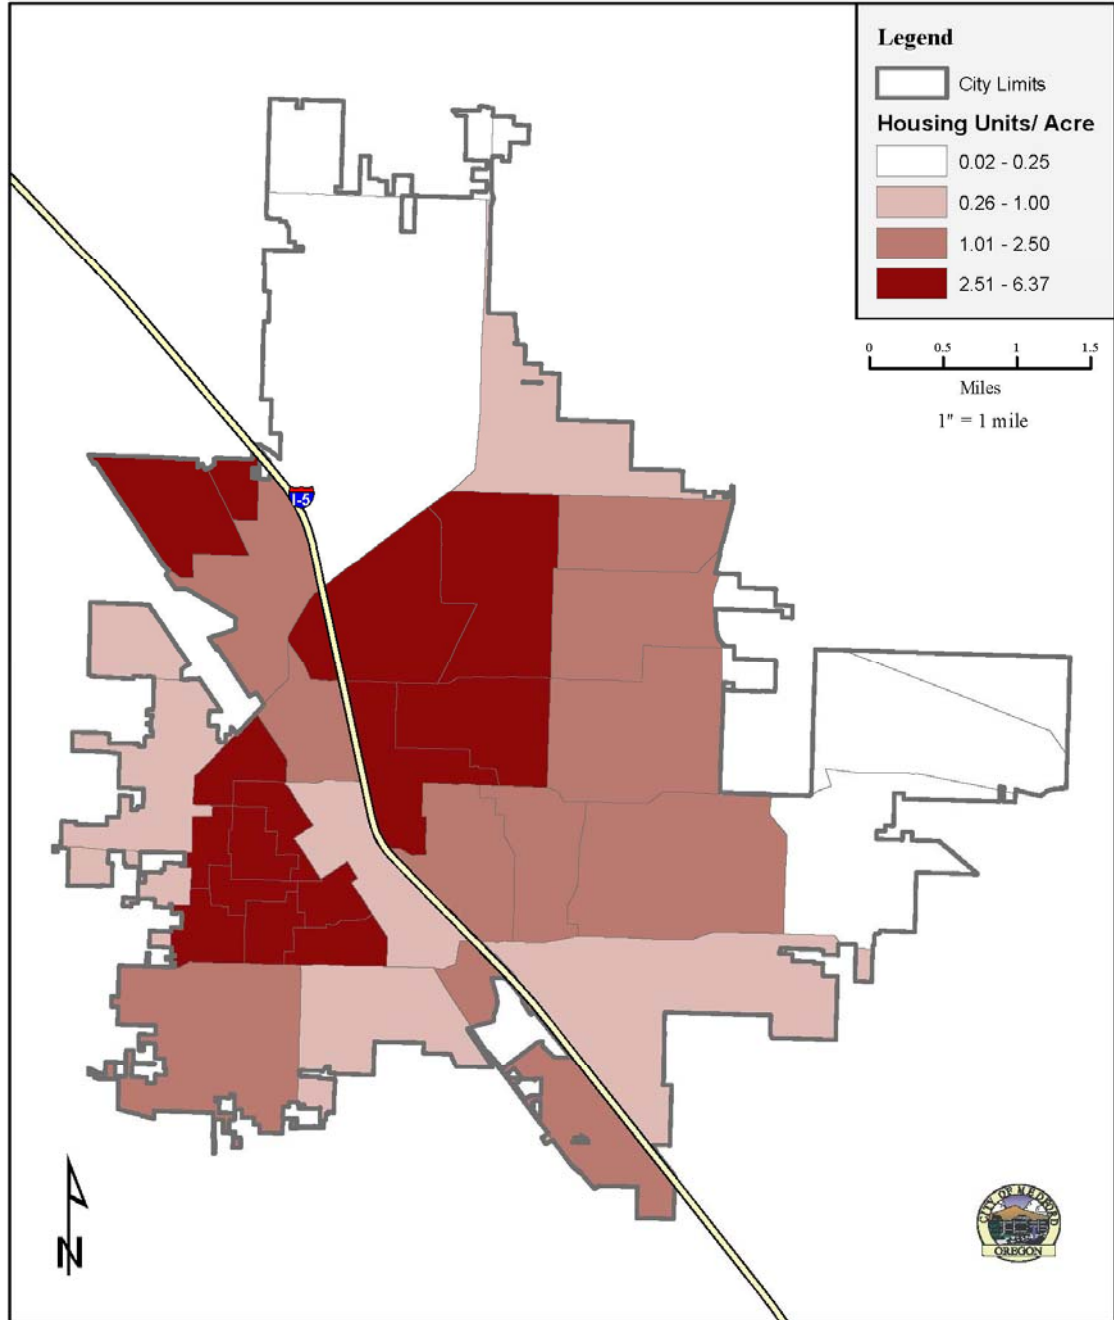 Legend
City Limits
Housing Units/ Acre
0.02 - 0.25
0.26 - 1.00
1.01 - 2.50
2.51 - 6.37
0 0.5 1 1.5
Miles
1" = 1 mile
I-5
N
CITY OF MEDFORD
OREGON